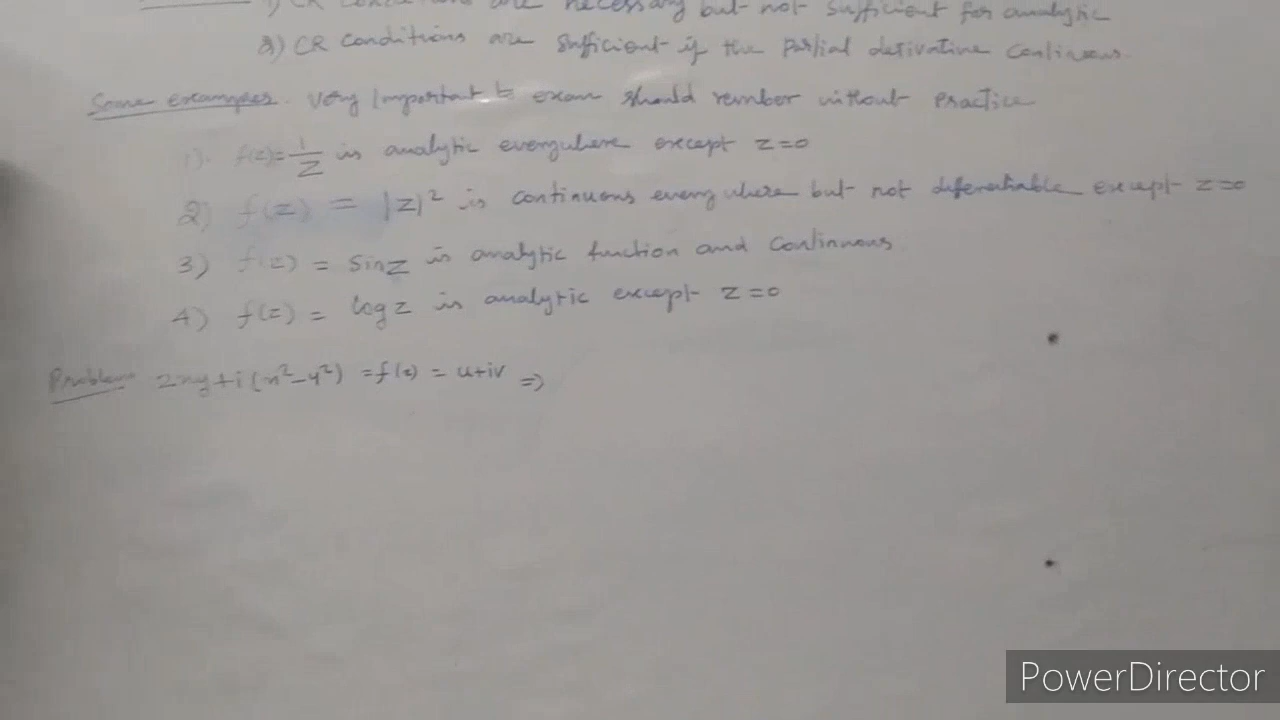 1) CR conditions are necessary but not sufficient for analytic
2) CR conditions are sufficient if the partial derivative continuous.
Some examples. very important to exam should rember without practice
1). f(z)=1/z is analytic everywhere except z=0
2) f(z) = |z|² is continuous everywhere but not diferentiable except z=0
3) f(z) = sinz is analytic function and continuous
4) f(z) = logz is analytic except z=0
Problem 2xy+i(x²-y²) =f(z) = u+iv =>
PowerDirector